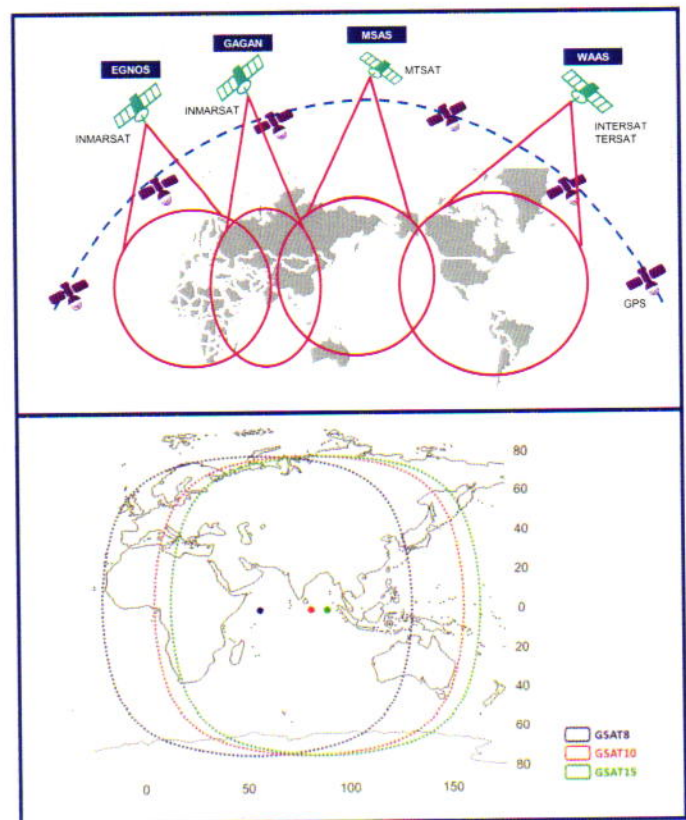 MSAS
GAGAN
WAAS
EGNOS
MTSAT
INMARSAT
INTERSAT
TERSAT
INMARSAT
GPS
80
60
40
20
0
20
40
60
80
GSAT8
GSAT10
GSAT15
0
50
100
150